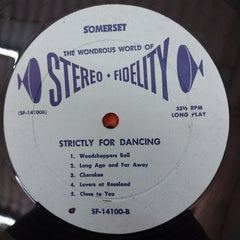 SOMERSET
THE WONDROUS WORLD OF
STEREO • FIDELITY
(SF-14100B)
33⅓ RPM
LONG PLAY
STRICTLY FOR DANCING
1. Woodchoppers Ball
2. Long Ago and Far Away
3. Cherokee
4. Lovers at Roseland
5. Close to You
SF-14100-B